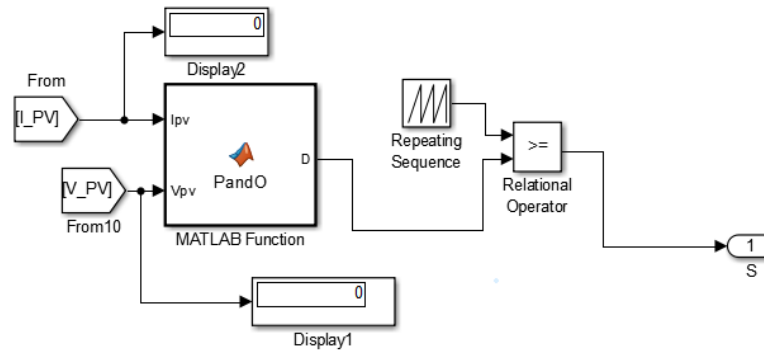 From
0
Display2
[I_PV]
Ipv
D
PandO
[V_PV]
Vpv
From10
MATLAB Function
Repeating
Sequence
>=
Relational
Operator
1
S
0
Display1